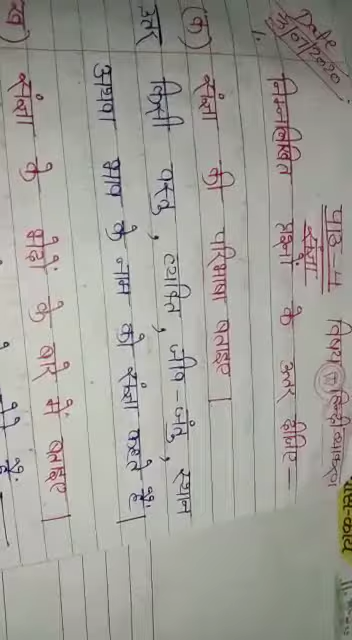 Date
पाठ-4 विषय हिन्दी व्याकरण
संज्ञा
1. निम्नलिखित प्रश्नों के उत्तर दीजिए-
(क) संज्ञा की परिभाषा बताइए।
उत्तर किसी वस्तु, व्यक्ति, जीव-जंतु, स्थान
अथवा भाव के नाम को संज्ञा कहते हैं।
ख) संज्ञा के भेदों के बारे में बताइए।